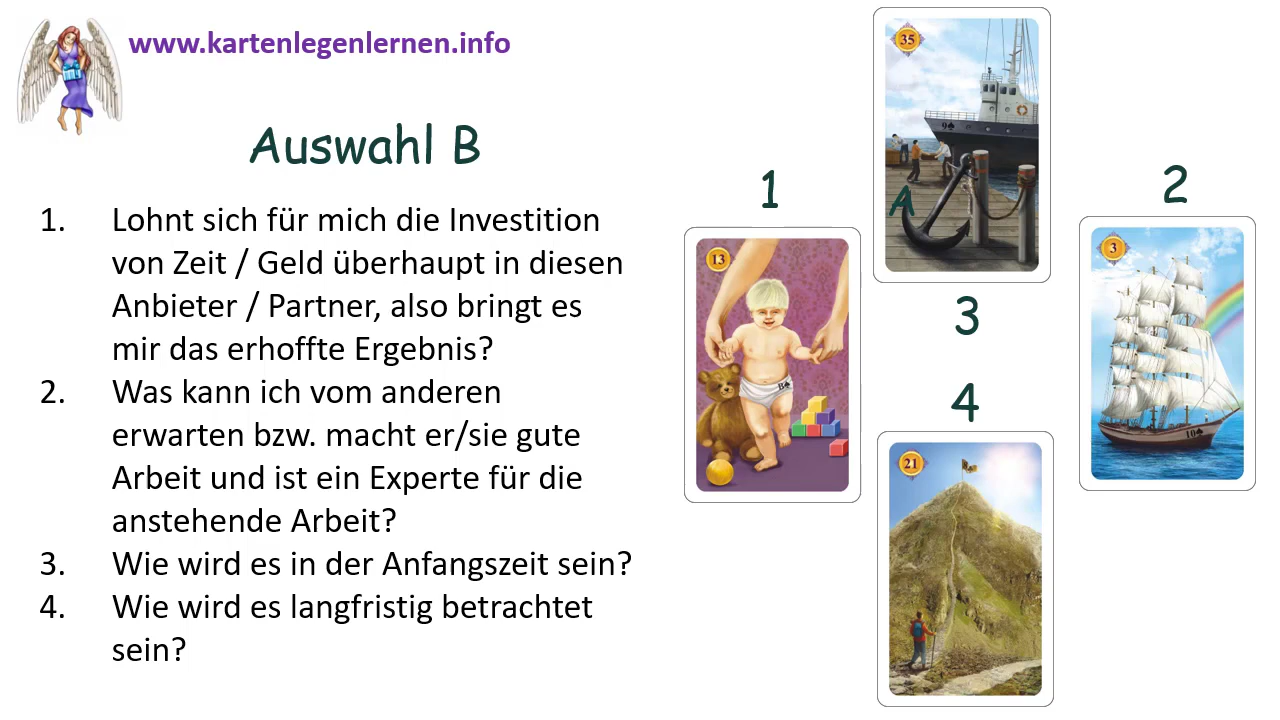 www.kartenlegenlernen.info
Auswahl B
1. Lohnt sich für mich die Investition
von Zeit / Geld überhaupt in diesen
Anbieter / Partner, also bringt es
mir das erhoffte Ergebnis?
2. Was kann ich vom anderen
erwarten bzw. macht er/sie gute
Arbeit und ist ein Experte für die
anstehende Arbeit?
3. Wie wird es in der Anfangszeit sein?
4. Wie wird es langfristig betrachtet
sein?
35
9♠
A
1
2
13
B♠
3
10♠
3
4
21